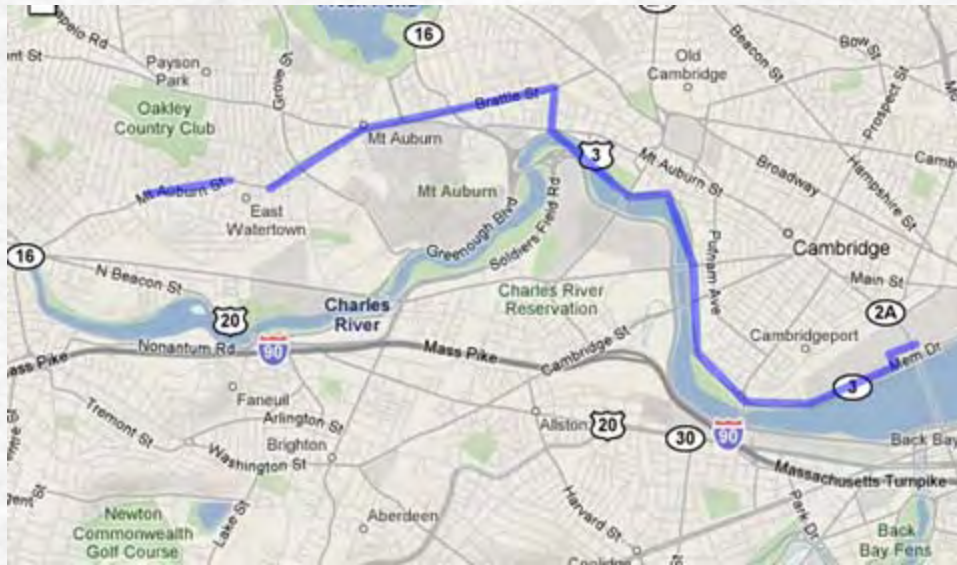 16
Old
Cambridge
Beacon St
Bow St
Payson
Park
Grove St
Prospect St
Oakley
Country Club
Brattle St
Mt Auburn
3
Mt Auburn St
Broadway
Hampshire St
Mt Auburn
Mt Auburn St
East
Watertown
Greenough Blvd
Soldiers Field Rd
Putnam Ave
Cambridge
16
N Beacon St
Main St
Charles
River
Charles River
Reservation
2A
20
Nonantum Rd
90
Mass Pike
Cambridge St
Cambridgeport
Mem Dr
3
Faneuil
Arlington St
Tremont St
Brighton
Washington St
Allston
20
30
90
Back Bay
Massachusetts Turnpike
Newton
Commonwealth
Golf Course
Lake St
Aberdeen
Harvard St
Park Dr
Back
Bay Fens